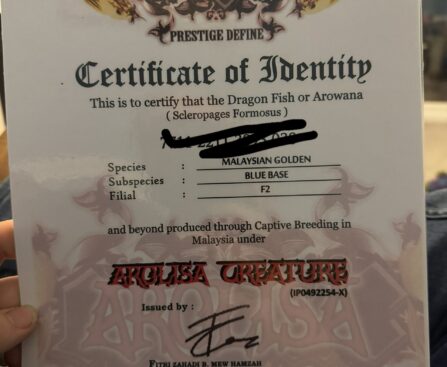 PRESTIGE DEFINE
Certificate of Identity
This is to certify that the Dragon Fish or Arowana
( Scleropages Formosus )
Species : MALAYSIAN GOLDEN
Subspecies : BLUE BASE
Filial : F2
and beyond produced through Captive Breeding in
Malaysia under
AROLISA CREATURE
(IP0492254-X)
Issued by :
FITRI ZAHADI B. MEW HAMZAH